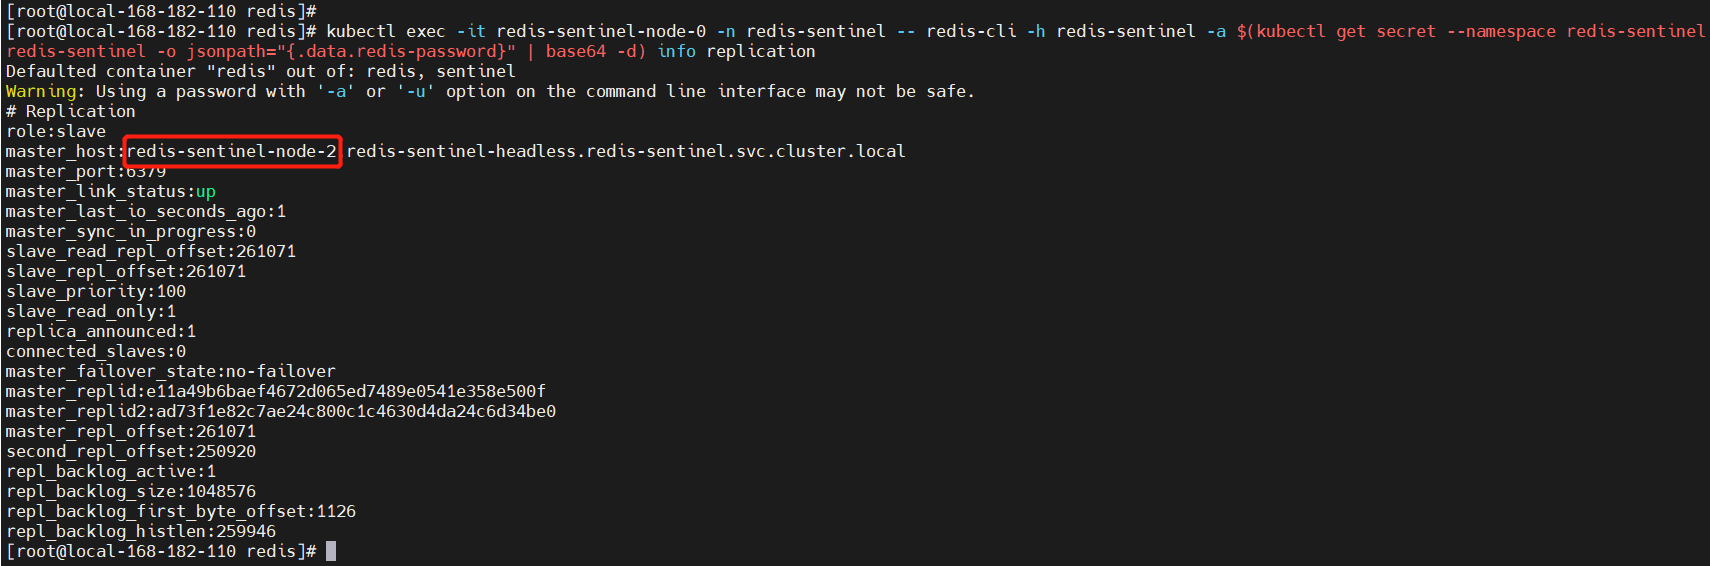 [root@local-168-182-110 redis]#
[root@local-168-182-110 redis]# kubectl exec -it redis-sentinel-node-0 -n redis-sentinel -- redis-cli -h redis-sentinel -a $(kubectl get secret --namespace redis-sentinel
redis-sentinel -o jsonpath="{.data.redis-password}" | base64 -d) info replication
Defaulted container "redis" out of: redis, sentinel
Warning: Using a password with '-a' or '-u' option on the command line interface may not be safe.
# Replication
role:slave
master_host:redis-sentinel-node-2.redis-sentinel-headless.redis-sentinel.svc.cluster.local
master_port:6379
master_link_status:up
master_last_io_seconds_ago:1
master_sync_in_progress:0
slave_read_repl_offset:261071
slave_repl_offset:261071
slave_priority:100
slave_read_only:1
replica_announced:1
connected_slaves:0
master_failover_state:no-failover
master_replid:e11a49b6baef4672d065ed7489e0541e358e500f
master_replid2:ad73f1e82c7ae24c800c1c4630d4da24c6d34be0
master_repl_offset:261071
second_repl_offset:250920
repl_backlog_active:1
repl_backlog_size:1048576
repl_backlog_first_byte_offset:1126
repl_backlog_histlen:259946
[root@local-168-182-110 redis]#